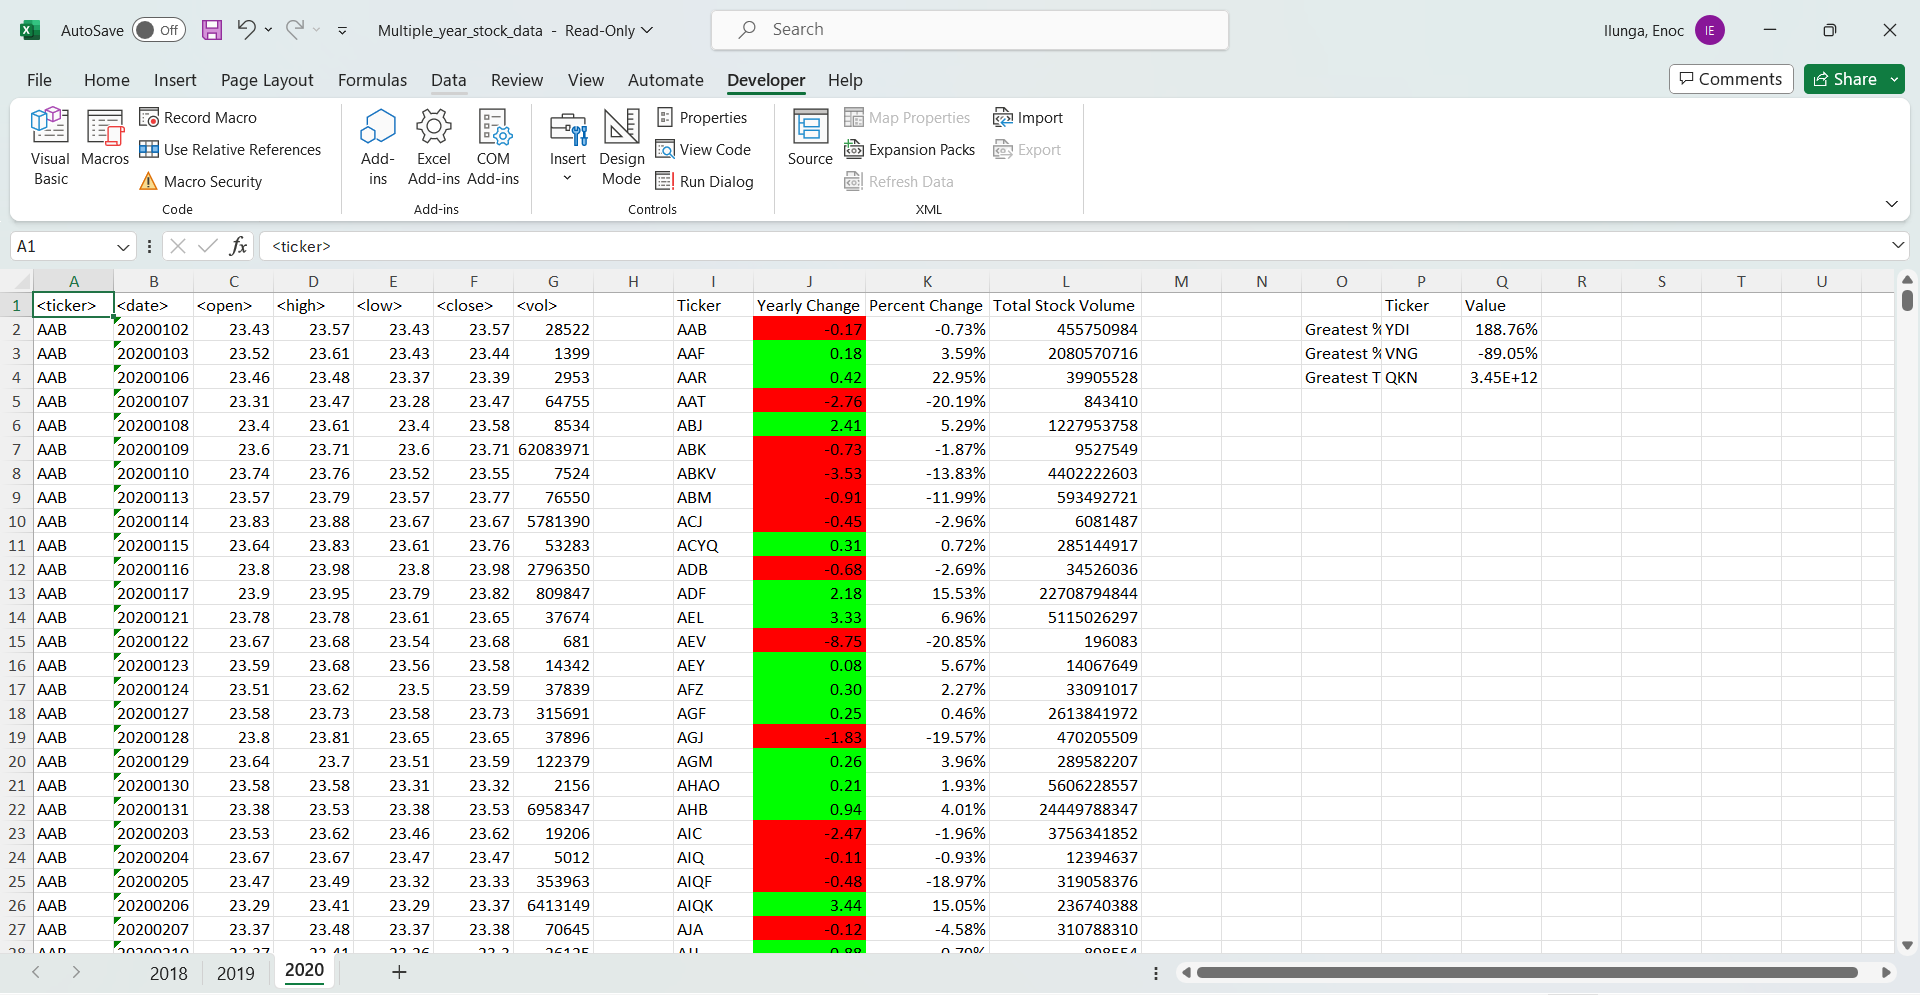 AutoSave Off Multiple_year_stock_data - Read-Only Search Ilunga, Enoc IE
File Home Insert Page Layout Formulas Data Review View Automate Developer Help Comments Share
Visual Basic
Macros
Record Macro
Use Relative References
Macro Security
Code
Add-ins
Excel Add-ins
COM Add-ins
Add-ins
Insert
Design Mode
Properties
View Code
Run Dialog
Controls
Source
Map Properties
Expansion Packs
Refresh Data
Import
Export
XML
A1 fx <ticker>
A B C D E F G H I J K L M N O P Q R S T U
1 <ticker> <date> <open> <high> <low> <close> <vol> Ticker Yearly Change Percent Change Total Stock Volume Ticker Value
2 AAB 20200102 23.43 23.57 23.43 23.57 28522 AAB -0.17 -0.73% 455750984 Greatest % YDI 188.76%
3 AAB 20200103 23.52 23.61 23.43 23.44 1399 AAF 0.18 3.59% 2080570716 Greatest % VNG -89.05%
4 AAB 20200106 23.46 23.48 23.37 23.39 2953 AAR 0.42 22.95% 39905528 Greatest T QKN 3.45E+12
5 AAB 20200107 23.31 23.47 23.28 23.47 64755 AAT -2.76 -20.19% 843410
6 AAB 20200108 23.4 23.61 23.4 23.58 8534 ABJ 2.41 5.29% 1227953758
7 AAB 20200109 23.6 23.71 23.6 23.71 62083971 ABK -0.73 -1.87% 9527549
8 AAB 20200110 23.74 23.76 23.52 23.55 7524 ABKV -3.53 -13.83% 4402222603
9 AAB 20200113 23.57 23.79 23.57 23.77 76550 ABM -0.91 -11.99% 593492721
10 AAB 20200114 23.83 23.88 23.67 23.67 5781390 ACJ -0.45 -2.96% 6081487
11 AAB 20200115 23.64 23.83 23.61 23.76 53283 ACYQ 0.31 0.72% 285144917
12 AAB 20200116 23.8 23.98 23.8 23.98 2796350 ADB -0.68 -2.69% 34526036
13 AAB 20200117 23.9 23.95 23.79 23.82 809847 ADF 2.18 15.53% 22708794844
14 AAB 20200121 23.78 23.78 23.61 23.65 37674 AEL 3.33 6.96% 5115026297
15 AAB 20200122 23.67 23.68 23.54 23.68 681 AEV -8.75 -20.85% 196083
16 AAB 20200123 23.59 23.68 23.56 23.58 14342 AEY 0.08 5.67% 14067649
17 AAB 20200124 23.51 23.62 23.5 23.59 37839 AFZ 0.30 2.27% 33091017
18 AAB 20200127 23.58 23.73 23.58 23.73 315691 AGF 0.25 0.46% 2613841972
19 AAB 20200128 23.8 23.81 23.65 23.65 37896 AGJ -1.83 -19.57% 470205509
20 AAB 20200129 23.64 23.7 23.51 23.59 122379 AGM 0.26 3.96% 289582207
21 AAB 20200130 23.58 23.58 23.31 23.32 2156 AHAO 0.21 1.93% 5606228557
22 AAB 20200131 23.38 23.53 23.38 23.53 6958347 AHB 0.94 4.01% 24449788347
23 AAB 20200203 23.53 23.62 23.46 23.62 19206 AIC -2.47 -1.96% 3756341852
24 AAB 20200204 23.67 23.67 23.47 23.47 5012 AIQ -0.11 -0.93% 12394637
25 AAB 20200205 23.47 23.49 23.32 23.33 353963 AIQF -0.48 -18.97% 319058376
26 AAB 20200206 23.29 23.41 23.29 23.37 6413149 AIQK 3.44 15.05% 236740388
27 AAB 20200207 23.37 23.48 23.37 23.38 70645 AJA -0.12 -4.58% 310788310
2018 2019 2020